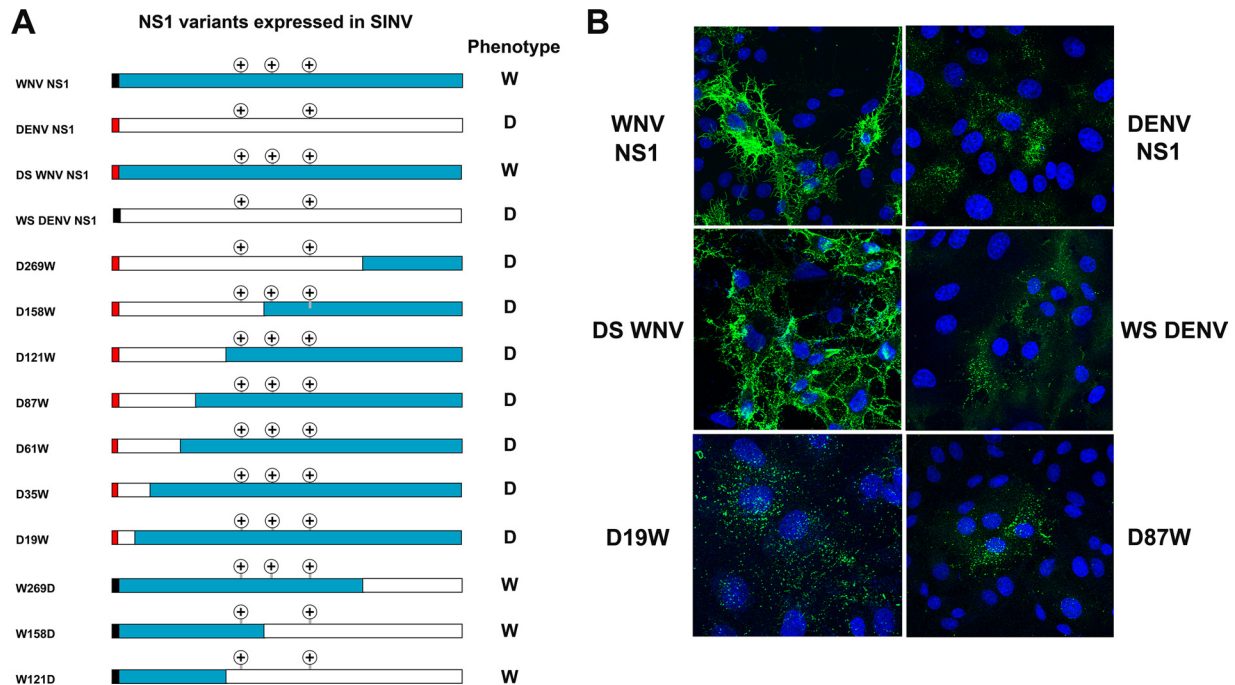 A
NS1 variants expressed in SINV
Phenotype
WNV NS1 W
DENV NS1 D
DS WNV NS1 W
WS DENV NS1 D
D269W D
D158W D
D121W D
D87W D
D61W D
D35W D
D19W D
W269D W
W158D W
W121D W
B
WNV
NS1
DENV
NS1
DS WNV
WS DENV
D19W
D87W